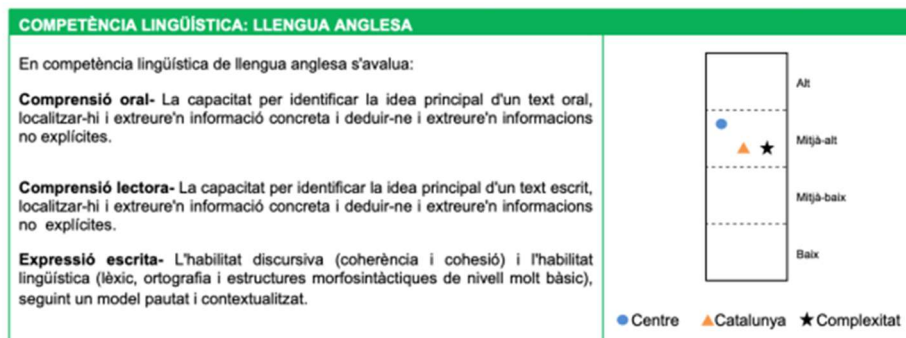 COMPETÈNCIA LINGÜÍSTICA: LLENGUA ANGLESA
En competència lingüística de llengua anglesa s'avalua:
Comprensió oral- La capacitat per identificar la idea principal d'un text oral,
localitzar-hi i extreure'n informació concreta i deduir-ne i extreure'n informacions
no explícites.
Comprensió lectora- La capacitat per identificar la idea principal d'un text escrit,
localitzar-hi i extreure'n informació concreta i deduir-ne i extreure'n informacions
no explícites.
Expressió escrita- L'habilitat discursiva (coherència i cohesió) i l'habilitat
lingüística (lèxic, ortografia i estructures morfosintàctiques de nivell molt bàsic),
seguint un model pautat i contextualitzat.
Alt
Mitjà-alt
Mitjà-baix
Baix
Centre Catalunya Complexitat